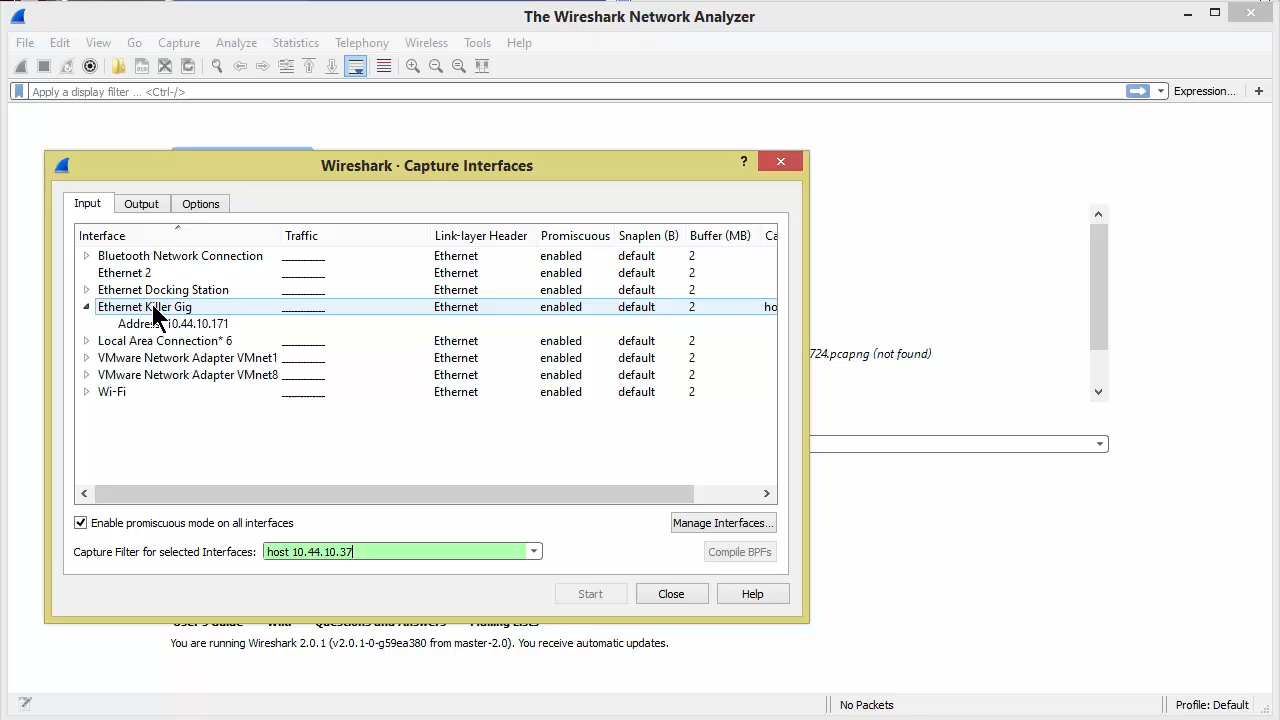 The Wireshark Network Analyzer
File Edit View Go Capture Analyze Statistics Telephony Wireless Tools Help
Apply a display filter ... <Ctrl-/> Expression... +
Wireshark · Capture Interfaces ?
Input Output Options
Interface Traffic Link-layer Header Promiscuous Snaplen (B) Buffer (MB) Ca
Bluetooth Network Connection Ethernet enabled default 2
Ethernet 2 Ethernet enabled default 2
Ethernet Docking Station Ethernet enabled default 2
Ethernet Killer Gig Ethernet enabled default 2 ho
10.44.10.171
Local Area Connection* 6 Ethernet enabled default 2
VMware Network Adapter VMnet1 Ethernet enabled default 2
724.pcapng (not found)
VMware Network Adapter VMnet8 Ethernet enabled default 2
Wi-Fi Ethernet enabled default 2
Enable promiscuous mode on all interfaces Manage Interfaces...
Capture Filter for selected Interfaces: host 10.44.10.37 Compile BPFs
Start Close Help
You are running Wireshark 2.0.1 (v2.0.1-0-g59ea380 from master-2.0). You receive automatic updates.
No Packets Profile: Default